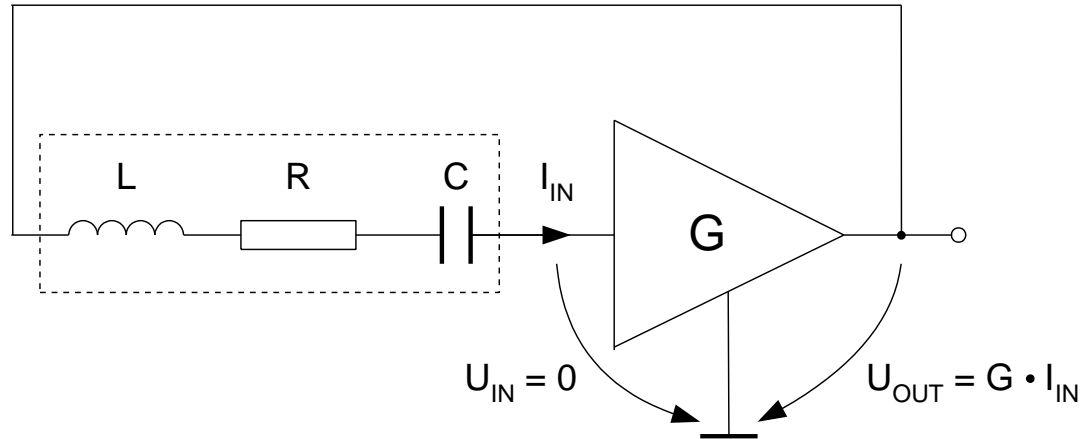 L R C I_IN
G
U_IN = 0
U_OUT = G • I_IN